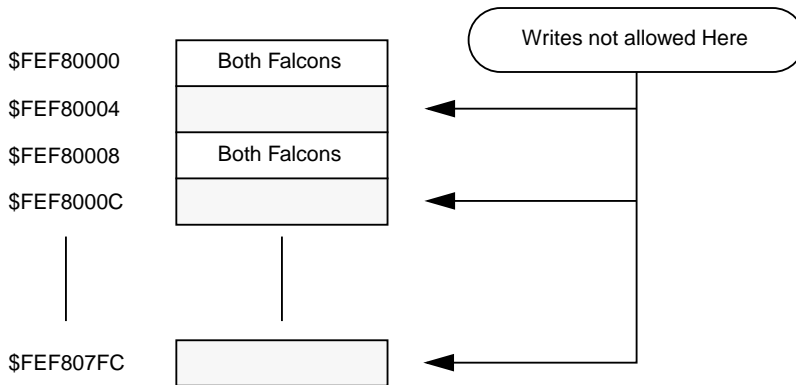 Writes not allowed Here
$FEF80000 Both Falcons
$FEF80004
$FEF80008 Both Falcons
$FEF8000C
$FEF807FC